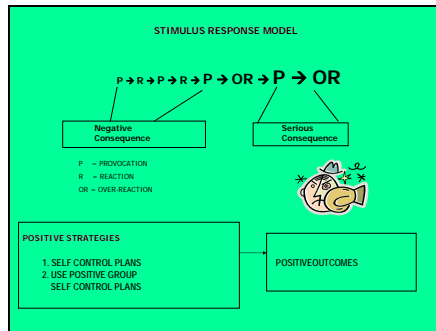 STIMULUS RESPONSE MODEL
P → R → P → R → P → OR → P → OR
Negative
Consequence
Serious
Consequence
P = PROVOCATION
R = REACTION
OR = OVER-REACTION
POSITIVE STRATEGIES
1. SELF CONTROL PLANS
2. USE POSITIVE GROUP
SELF CONTROL PLANS
POSITIVEOUTCOMES